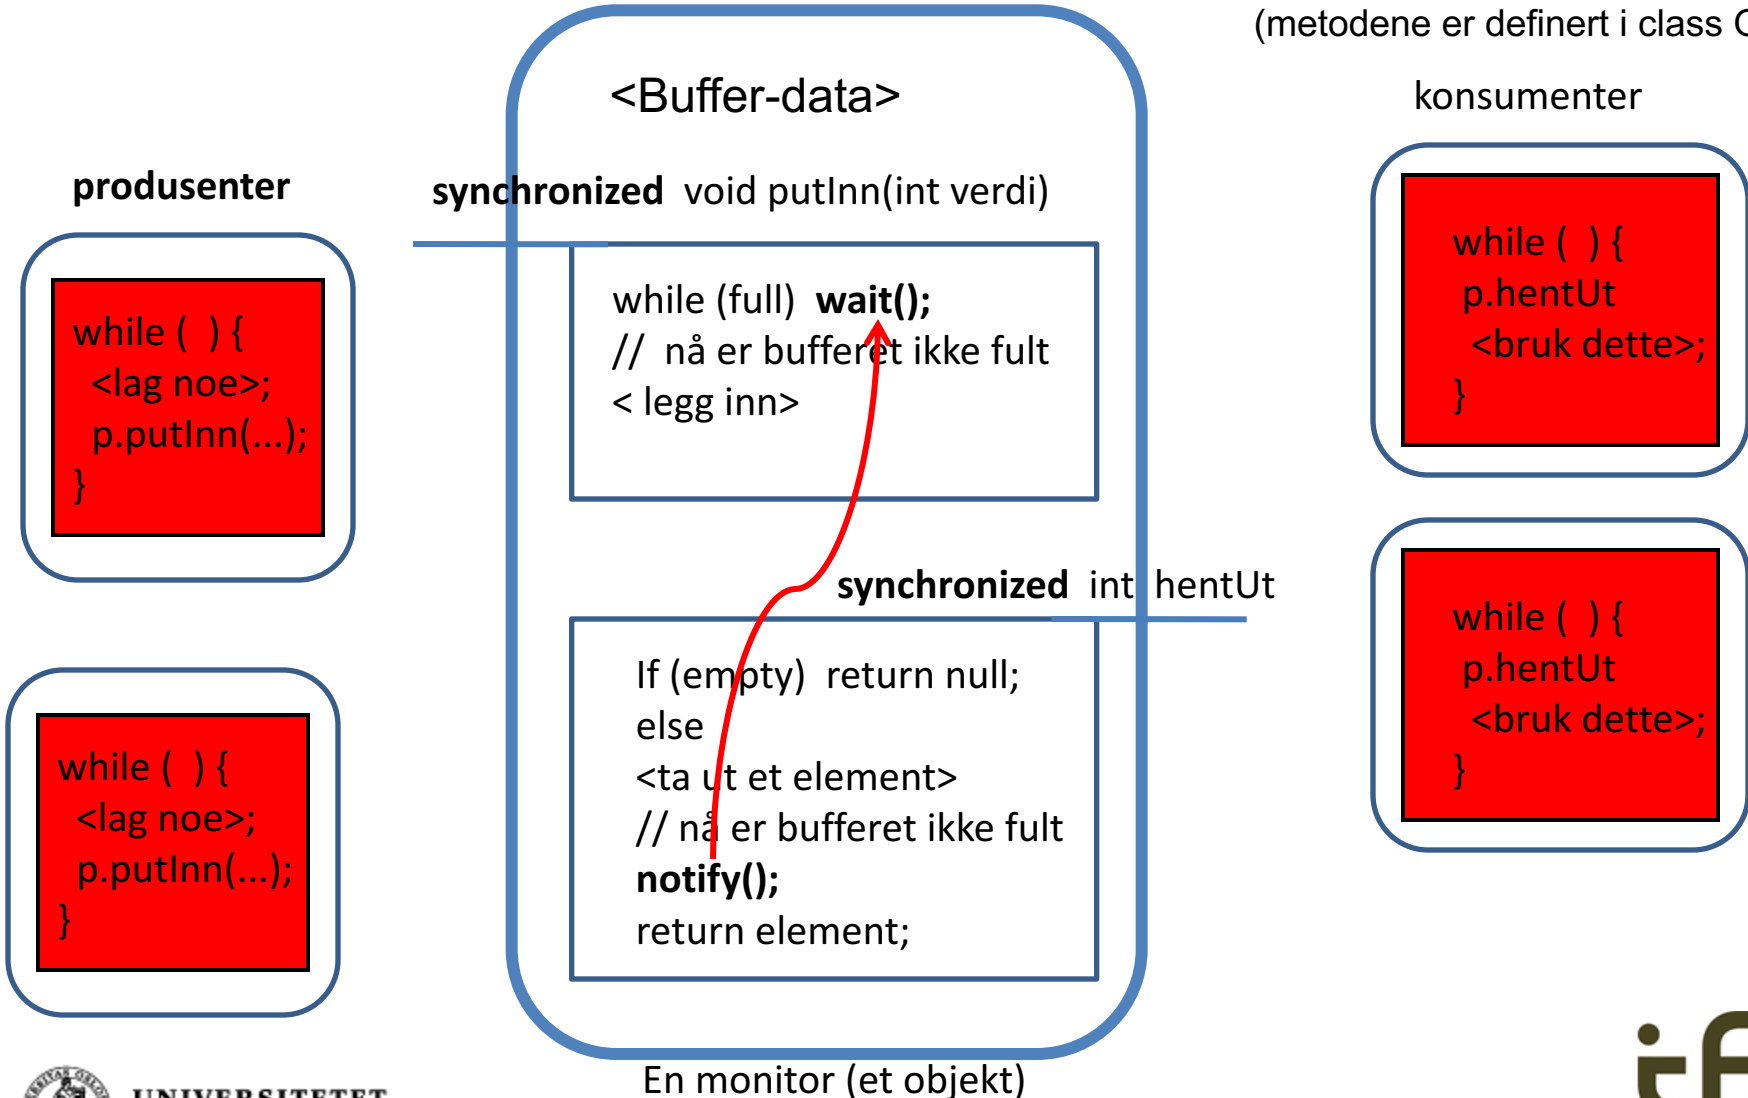 (metodene er definert i class
<Buffer-data>
konsumenter
produsenter
synchronized void putInn(int verdi)
while (full) wait();
// nå er bufferet ikke fult
< legg inn>
while ( ) {
<lag noe>;
p.putInn(...);
}
while ( ) {
p.hentUt
<bruk dette>;
}
synchronized int hentUt
If (empty) return null;
else
<ta ut et element>
// nå er bufferet ikke fult
notify();
return element;
while ( ) {
<lag noe>;
p.putInn(...);
}
while ( ) {
p.hentUt
<bruk dette>;
}
En monitor (et objekt)
UNIVERSITETET